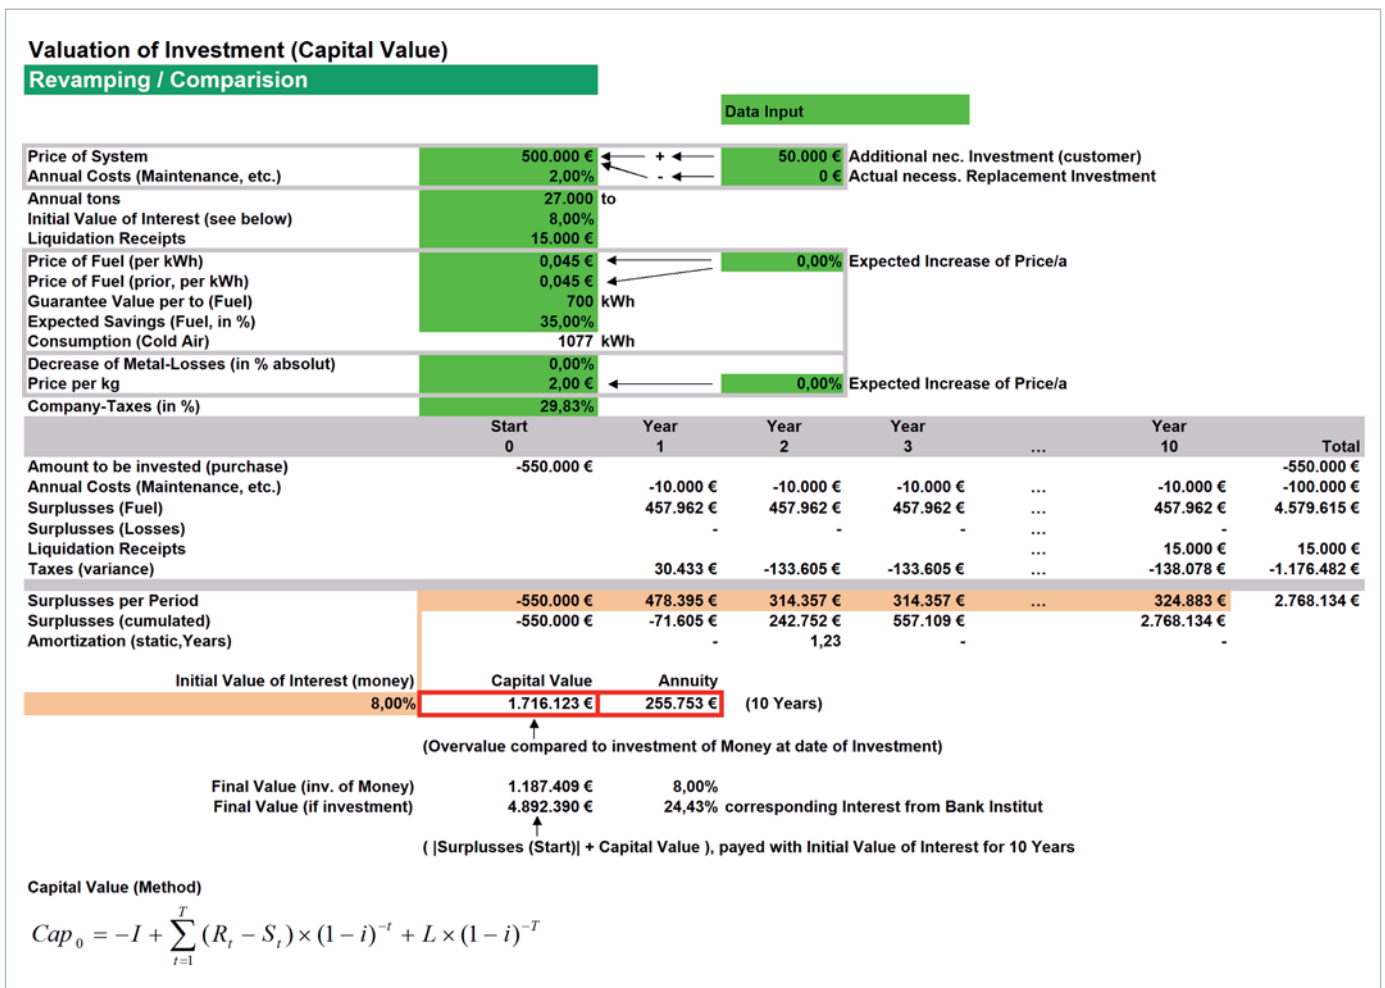 Valuation of Investment (Capital Value)
Revamping / Comparision
Data Input
Price of System 500.000 € + 50.000 € Additional nec. Investment (customer)
Annual Costs (Maintenance, etc.) 2,00% - 0 € Actual necess. Replacement Investment
Annual tons 27.000 to
Initial Value of Interest (see below) 8,00%
Liquidation Receipts 15.000 €
Price of Fuel (per kWh) 0,045 € 0,00% Expected Increase of Price/a
Price of Fuel (prior, per kWh) 0,045 €
Guarantee Value per to (Fuel) 700 kWh
Expected Savings (Fuel, in %) 35,00%
Consumption (Cold Air) 1077 kWh
Decrease of Metal-Losses (in % absolut) 0,00%
Price per kg 2,00 € 0,00% Expected Increase of Price/a
Company-Taxes (in %) 29,83%
Start Year Year Year Year
0 1 2 3 ... 10 Total
Amount to be invested (purchase) -550.000 € -550.000 €
Annual Costs (Maintenance, etc.) -10.000 € -10.000 € -10.000 € ... -10.000 € -100.000 €
Surplusses (Fuel) 457.962 € 457.962 € 457.962 € ... 457.962 € 4.579.615 €
Surplusses (Losses) - - - ... -
Liquidation Receipts ... 15.000 € 15.000 €
Taxes (variance) 30.433 € -133.605 € -133.605 € ... -138.078 € -1.176.482 €
Surplusses per Period -550.000 € 478.395 € 314.357 € 314.357 € ... 324.883 € 2.768.134 €
Surplusses (cumulated) -550.000 € -71.605 € 242.752 € 557.109 € 2.768.134 €
Amortization (static,Years) - 1,23 - -
Initial Value of Interest (money) Capital Value Annuity
8,00% 1.716.123 € 255.753 € (10 Years)
(Overvalue compared to investment of Money at date of Investment)
Final Value (inv. of Money) 1.187.409 € 8,00%
Final Value (if investment) 4.892.390 € 24,43% corresponding Interest from Bank Institut
( |Surplusses (Start)| + Capital Value ), payed with Initial Value of Interest for 10 Years
Capital Value (Method)
Cap₀ = −I + ∑_{t=1}^{T} (Rₜ − Sₜ) × (1 − i)^{−t} + L × (1 − i)^{−T}